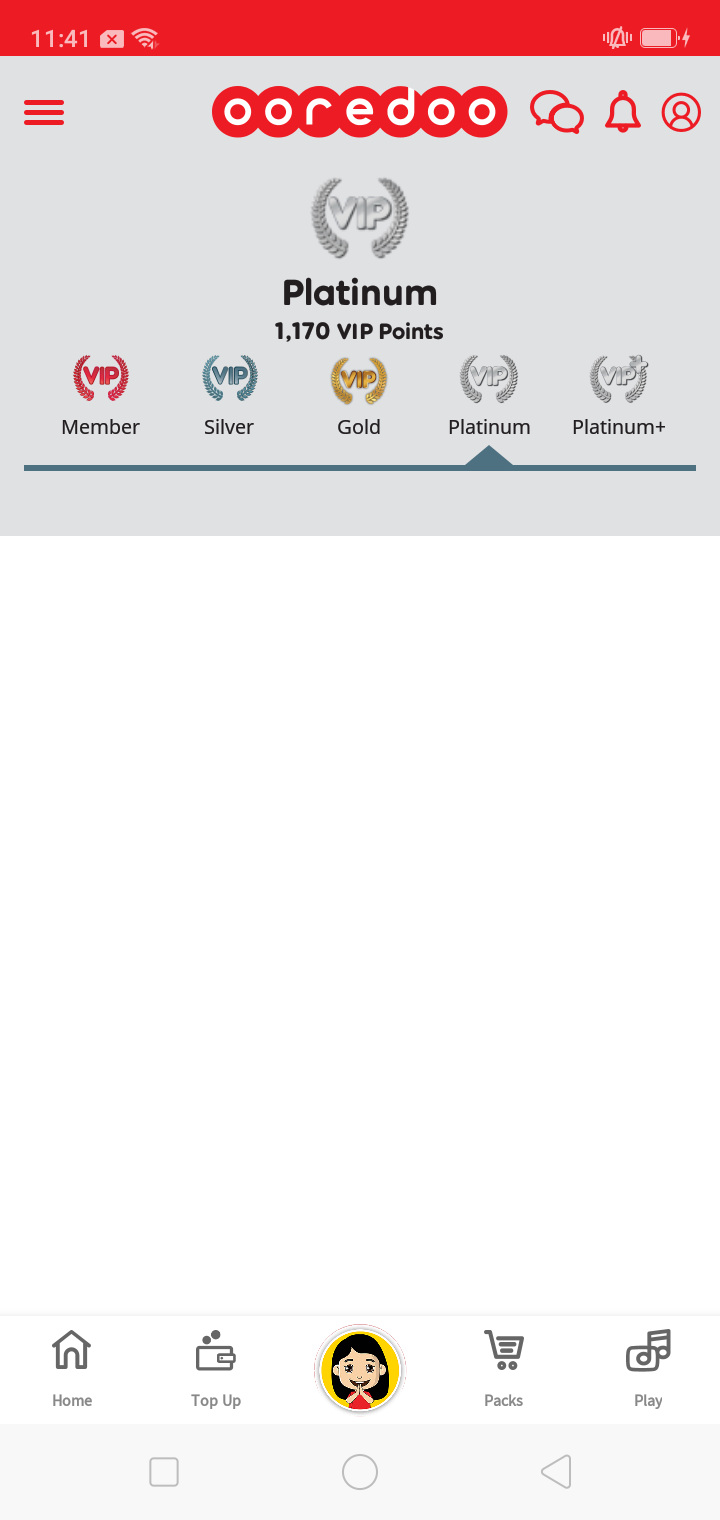 11:41
ooredoo
VIP
Platinum
1,170 VIP Points
VIP VIP VIP VIP VIP+
Member Silver Gold Platinum Platinum+
Home Top Up Packs Play